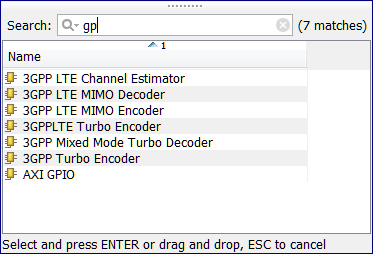 Search: gp (7 matches)
1
Name
3GPP LTE Channel Estimator
3GPP LTE MIMO Decoder
3GPP LTE MIMO Encoder
3GPPLTE Turbo Encoder
3GPP Mixed Mode Turbo Decoder
3GPP Turbo Encoder
AXI GPIO
Select and press ENTER or drag and drop, ESC to cancel